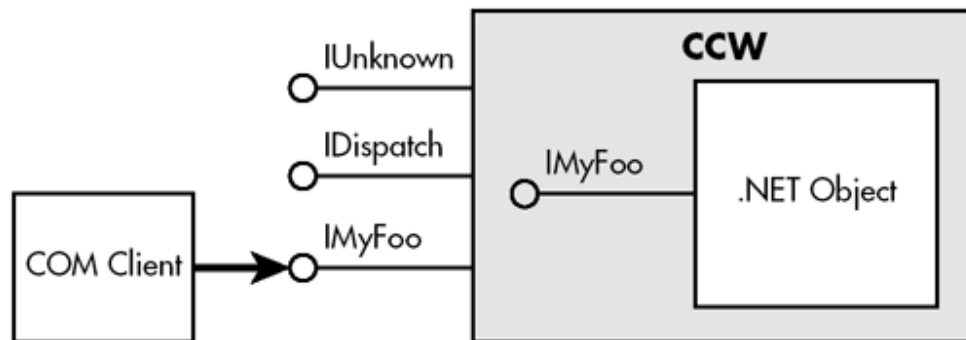 CCW
IUnknown
IDispatch
IMyFoo
.NET Object
IMyFoo
COM Client